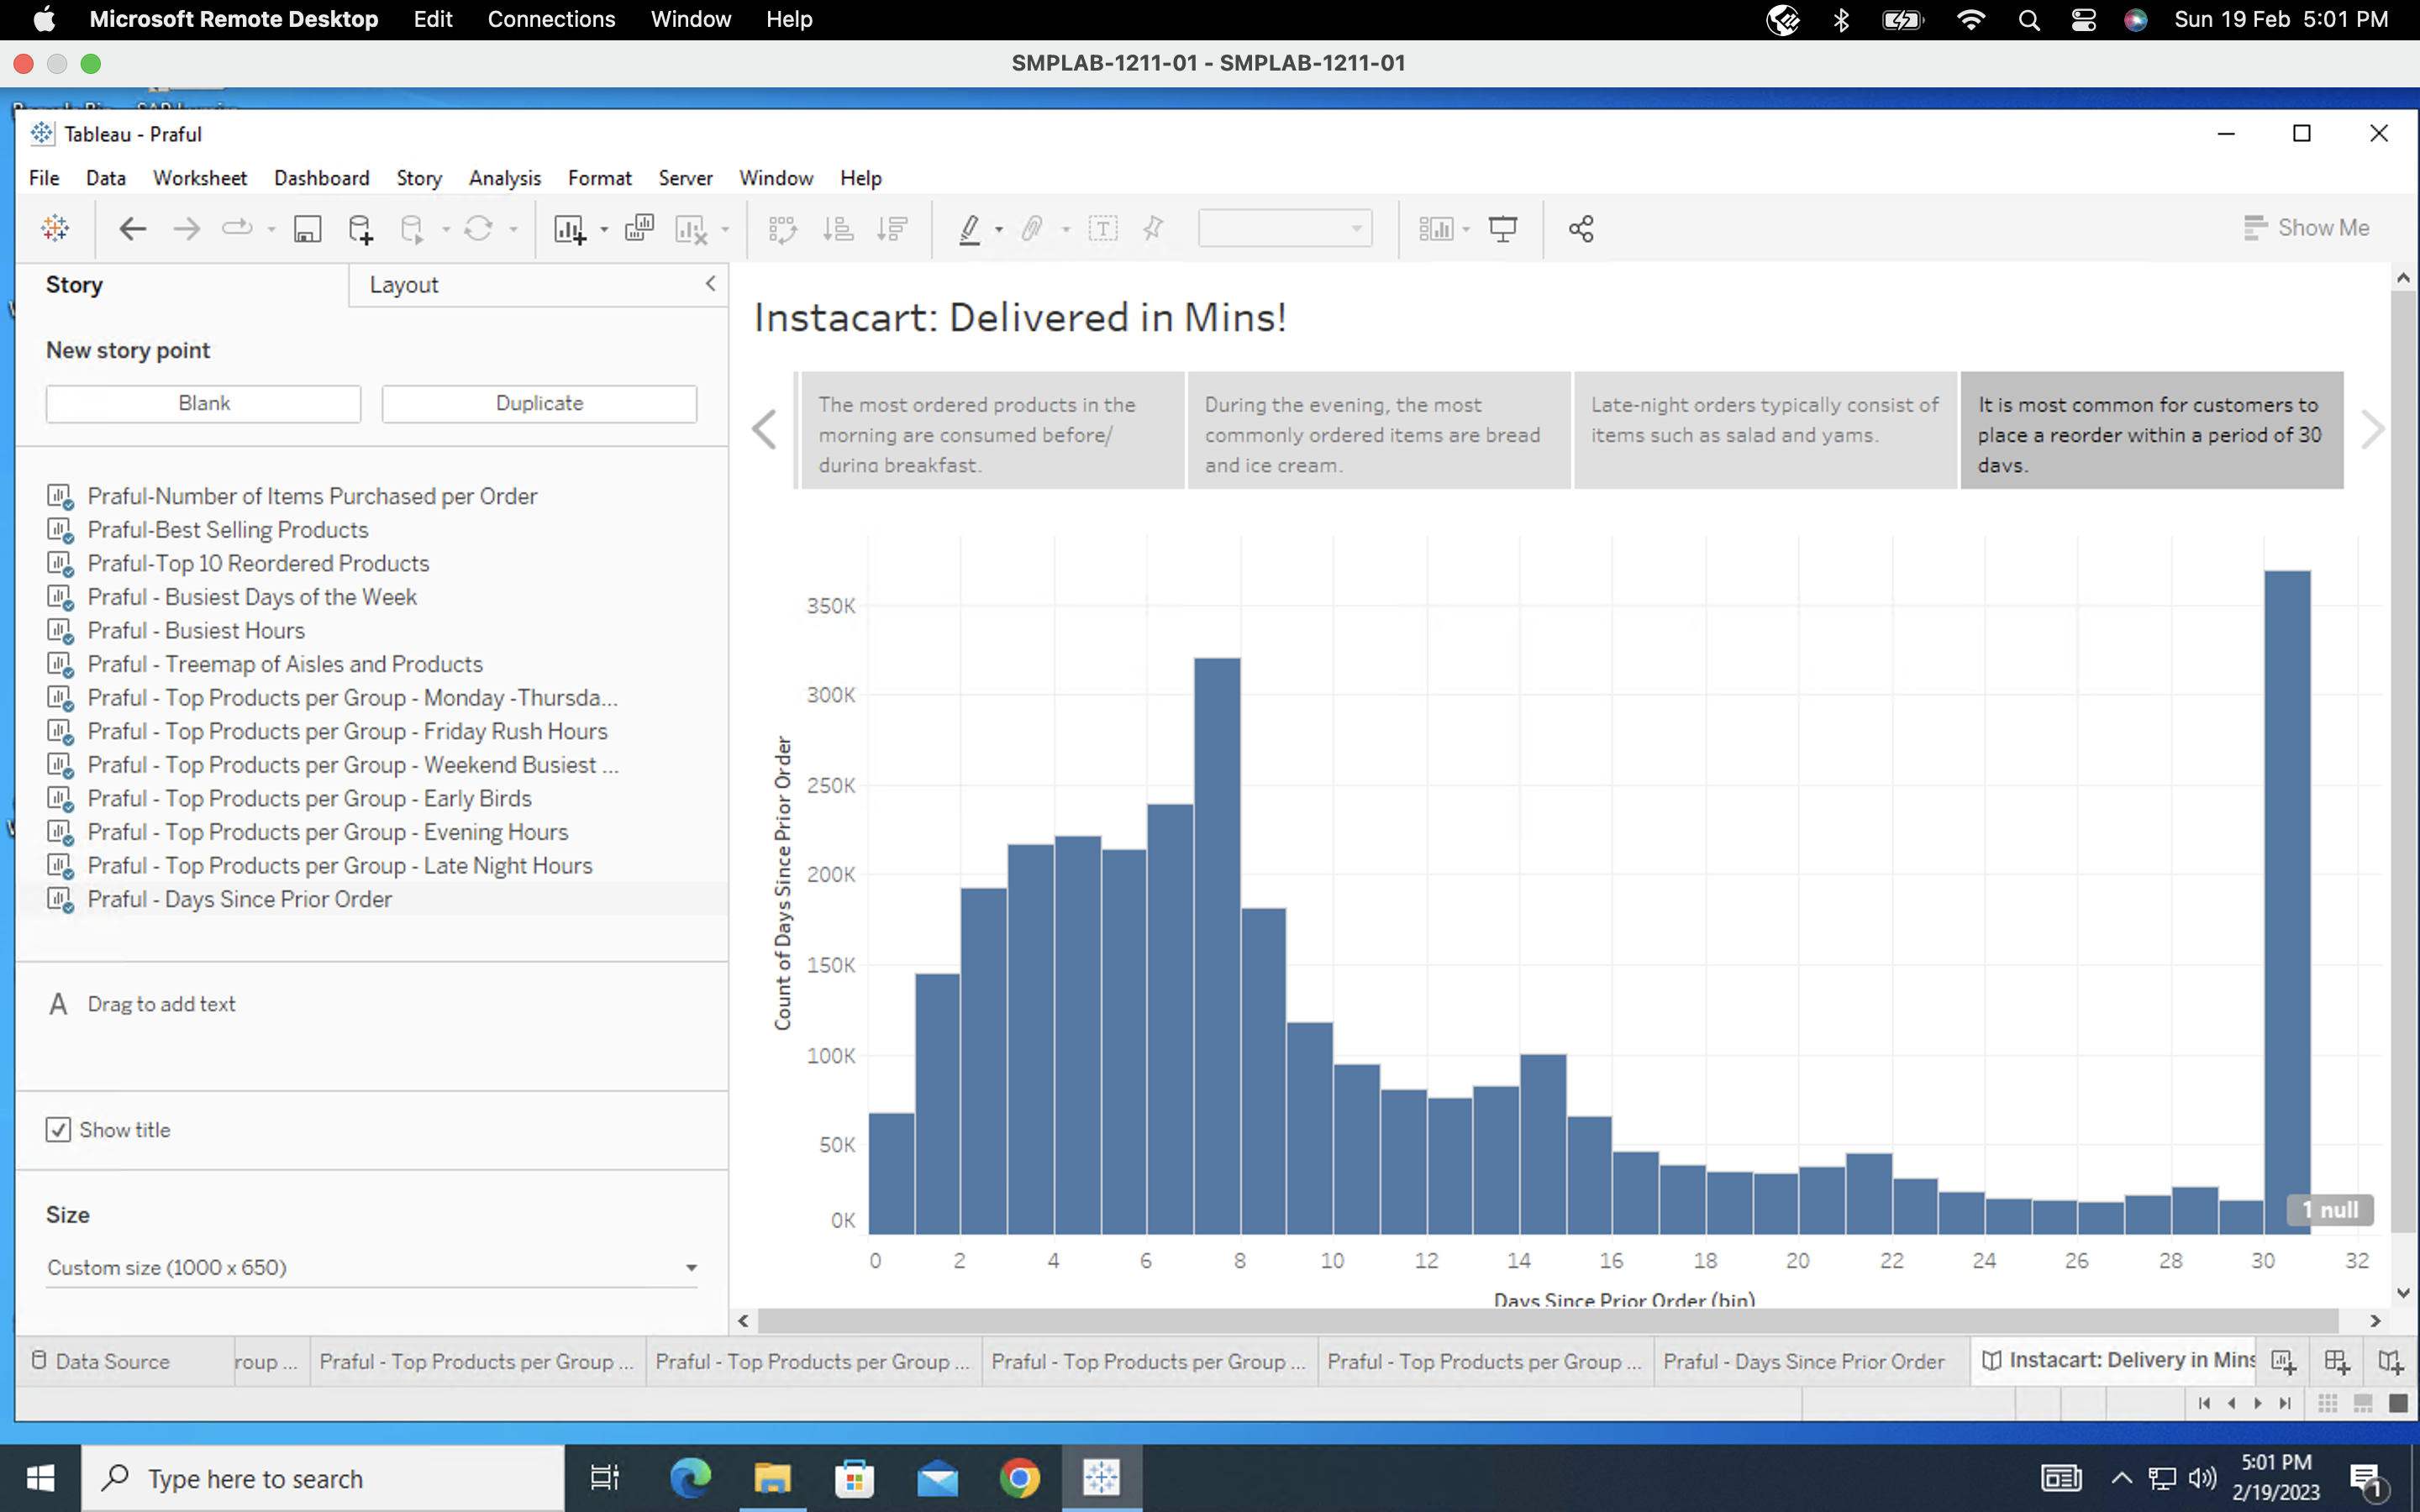 Microsoft Remote Desktop Edit Connections Window Help Sun 19 Feb 5:01 PM
SMPLAB-1211-01 - SMPLAB-1211-01
Tableau - Praful
File Data Worksheet Dashboard Story Analysis Format Server Window Help
Show Me
Story Layout
New story point
Blank Duplicate
Praful-Number of Items Purchased per Order
Praful-Best Selling Products
Praful-Top 10 Reordered Products
Praful - Busiest Days of the Week
Praful - Busiest Hours
Praful - Treemap of Aisles and Products
Praful - Top Products per Group - Monday -Thursda...
Praful - Top Products per Group - Friday Rush Hours
Praful - Top Products per Group - Weekend Busiest ...
Praful - Top Products per Group - Early Birds
Praful - Top Products per Group - Evening Hours
Praful - Top Products per Group - Late Night Hours
Praful - Days Since Prior Order
A Drag to add text
Show title
Size
Custom size (1000 x 650)
Instacart: Delivered in Mins!
The most ordered products in the
morning are consumed before/
during breakfast.
During the evening, the most
commonly ordered items are bread
and ice cream.
Late-night orders typically consist of
items such as salad and yams.
It is most common for customers to
place a reorder within a period of 30
days.
Count of Days Since Prior Order
350K
300K
250K
200K
150K
100K
50K
0K
1 null
0 2 4 6 8 10 12 14 16 18 20 22 24 26 28 30 32
Days Since Prior Order (bin)
Data Source roup ... Praful - Top Products per Group ... Praful - Top Products per Group ... Praful - Top Products per Group ... Praful - Top Products per Group ... Praful - Days Since Prior Order Instacart: Delivery in Mins
Type here to search
5:01 PM
2/19/2023
1